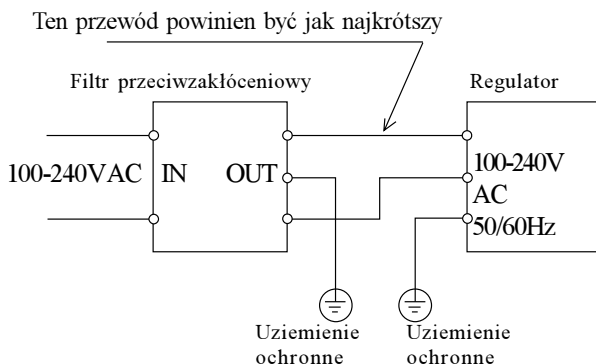 Ten przewód powinien być jak najkrótszy
Filtr przeciwzakłóceniowy
Regulator
100-240VAC
IN
OUT
100-240V
AC
50/60Hz
Uziemienie
ochronne
Uziemienie
ochronne